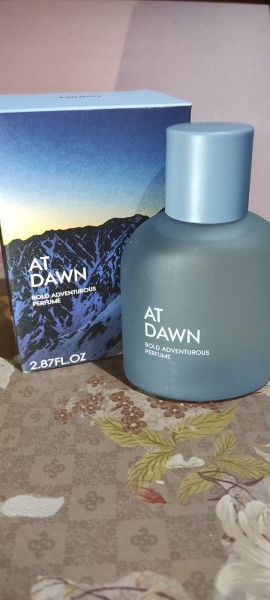 AT
DAWN
BOLD ADVENTUROUS
PERFUME
2.87FL.OZ
AT
DAWN
BOLD ADVENTUROUS
PERFUME